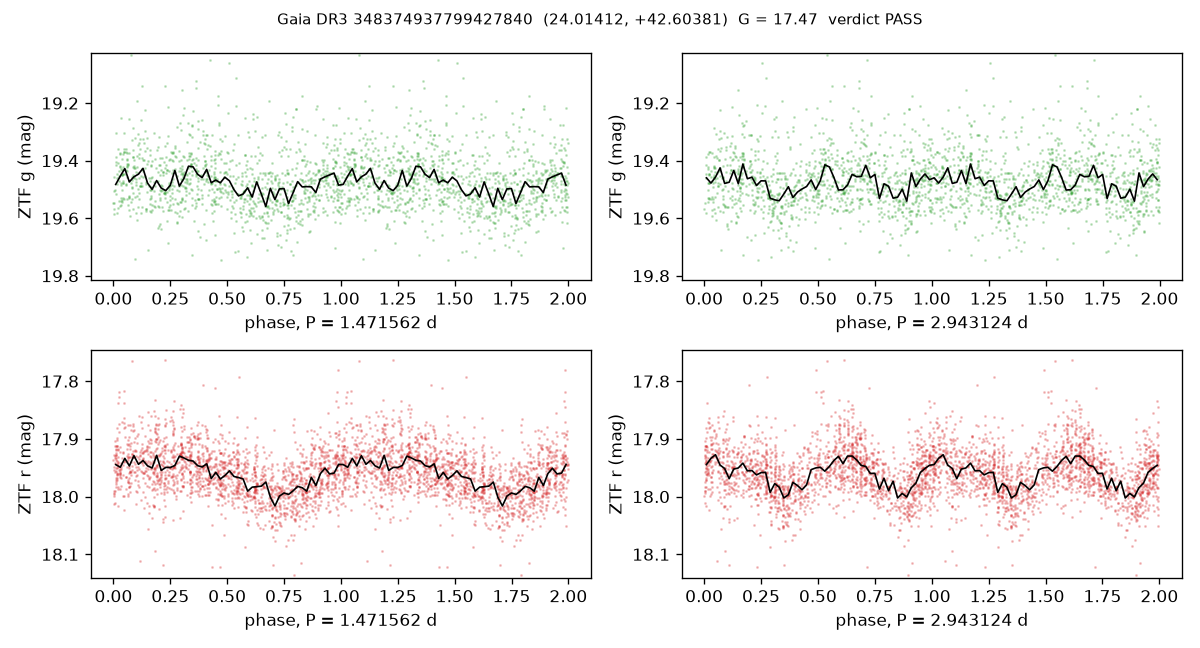 Gaia DR3 348374937799427840  (24.01412, +42.60381)  G = 17.47  verdict PASS
ZTF g (mag)
19.2
19.4
19.6
19.8
0.00 0.25 0.50 0.75 1.00 1.25 1.50 1.75 2.00
phase, P = 1.471562 d
ZTF g (mag)
19.2
19.4
19.6
19.8
0.00 0.25 0.50 0.75 1.00 1.25 1.50 1.75 2.00
phase, P = 2.943124 d
ZTF r (mag)
17.8
17.9
18.0
18.1
0.00 0.25 0.50 0.75 1.00 1.25 1.50 1.75 2.00
phase, P = 1.471562 d
ZTF r (mag)
17.8
17.9
18.0
18.1
0.00 0.25 0.50 0.75 1.00 1.25 1.50 1.75 2.00
phase, P = 2.943124 d